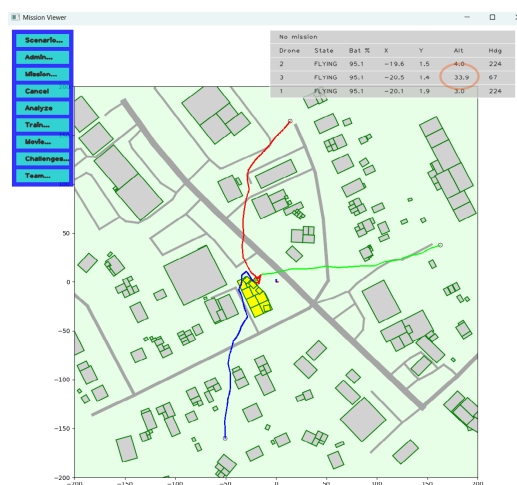 Mission Viewer
Scenario...
Admin...
Mission...
Cancel
Analyze
Train...
Movie...
Challenges...
Team...
No mission
Drone State Bat % X Y Alt Hdg
2 FLYING 95.1 -19.6 1.5 4.0 224
3 FLYING 95.1 -20.5 1.4 33.9 67
1 FLYING 95.1 -20.1 1.9 3.0 224
200
50
0
-50
-100
-150
-200
-200 -150 -100 -50 0 50 100 150 200